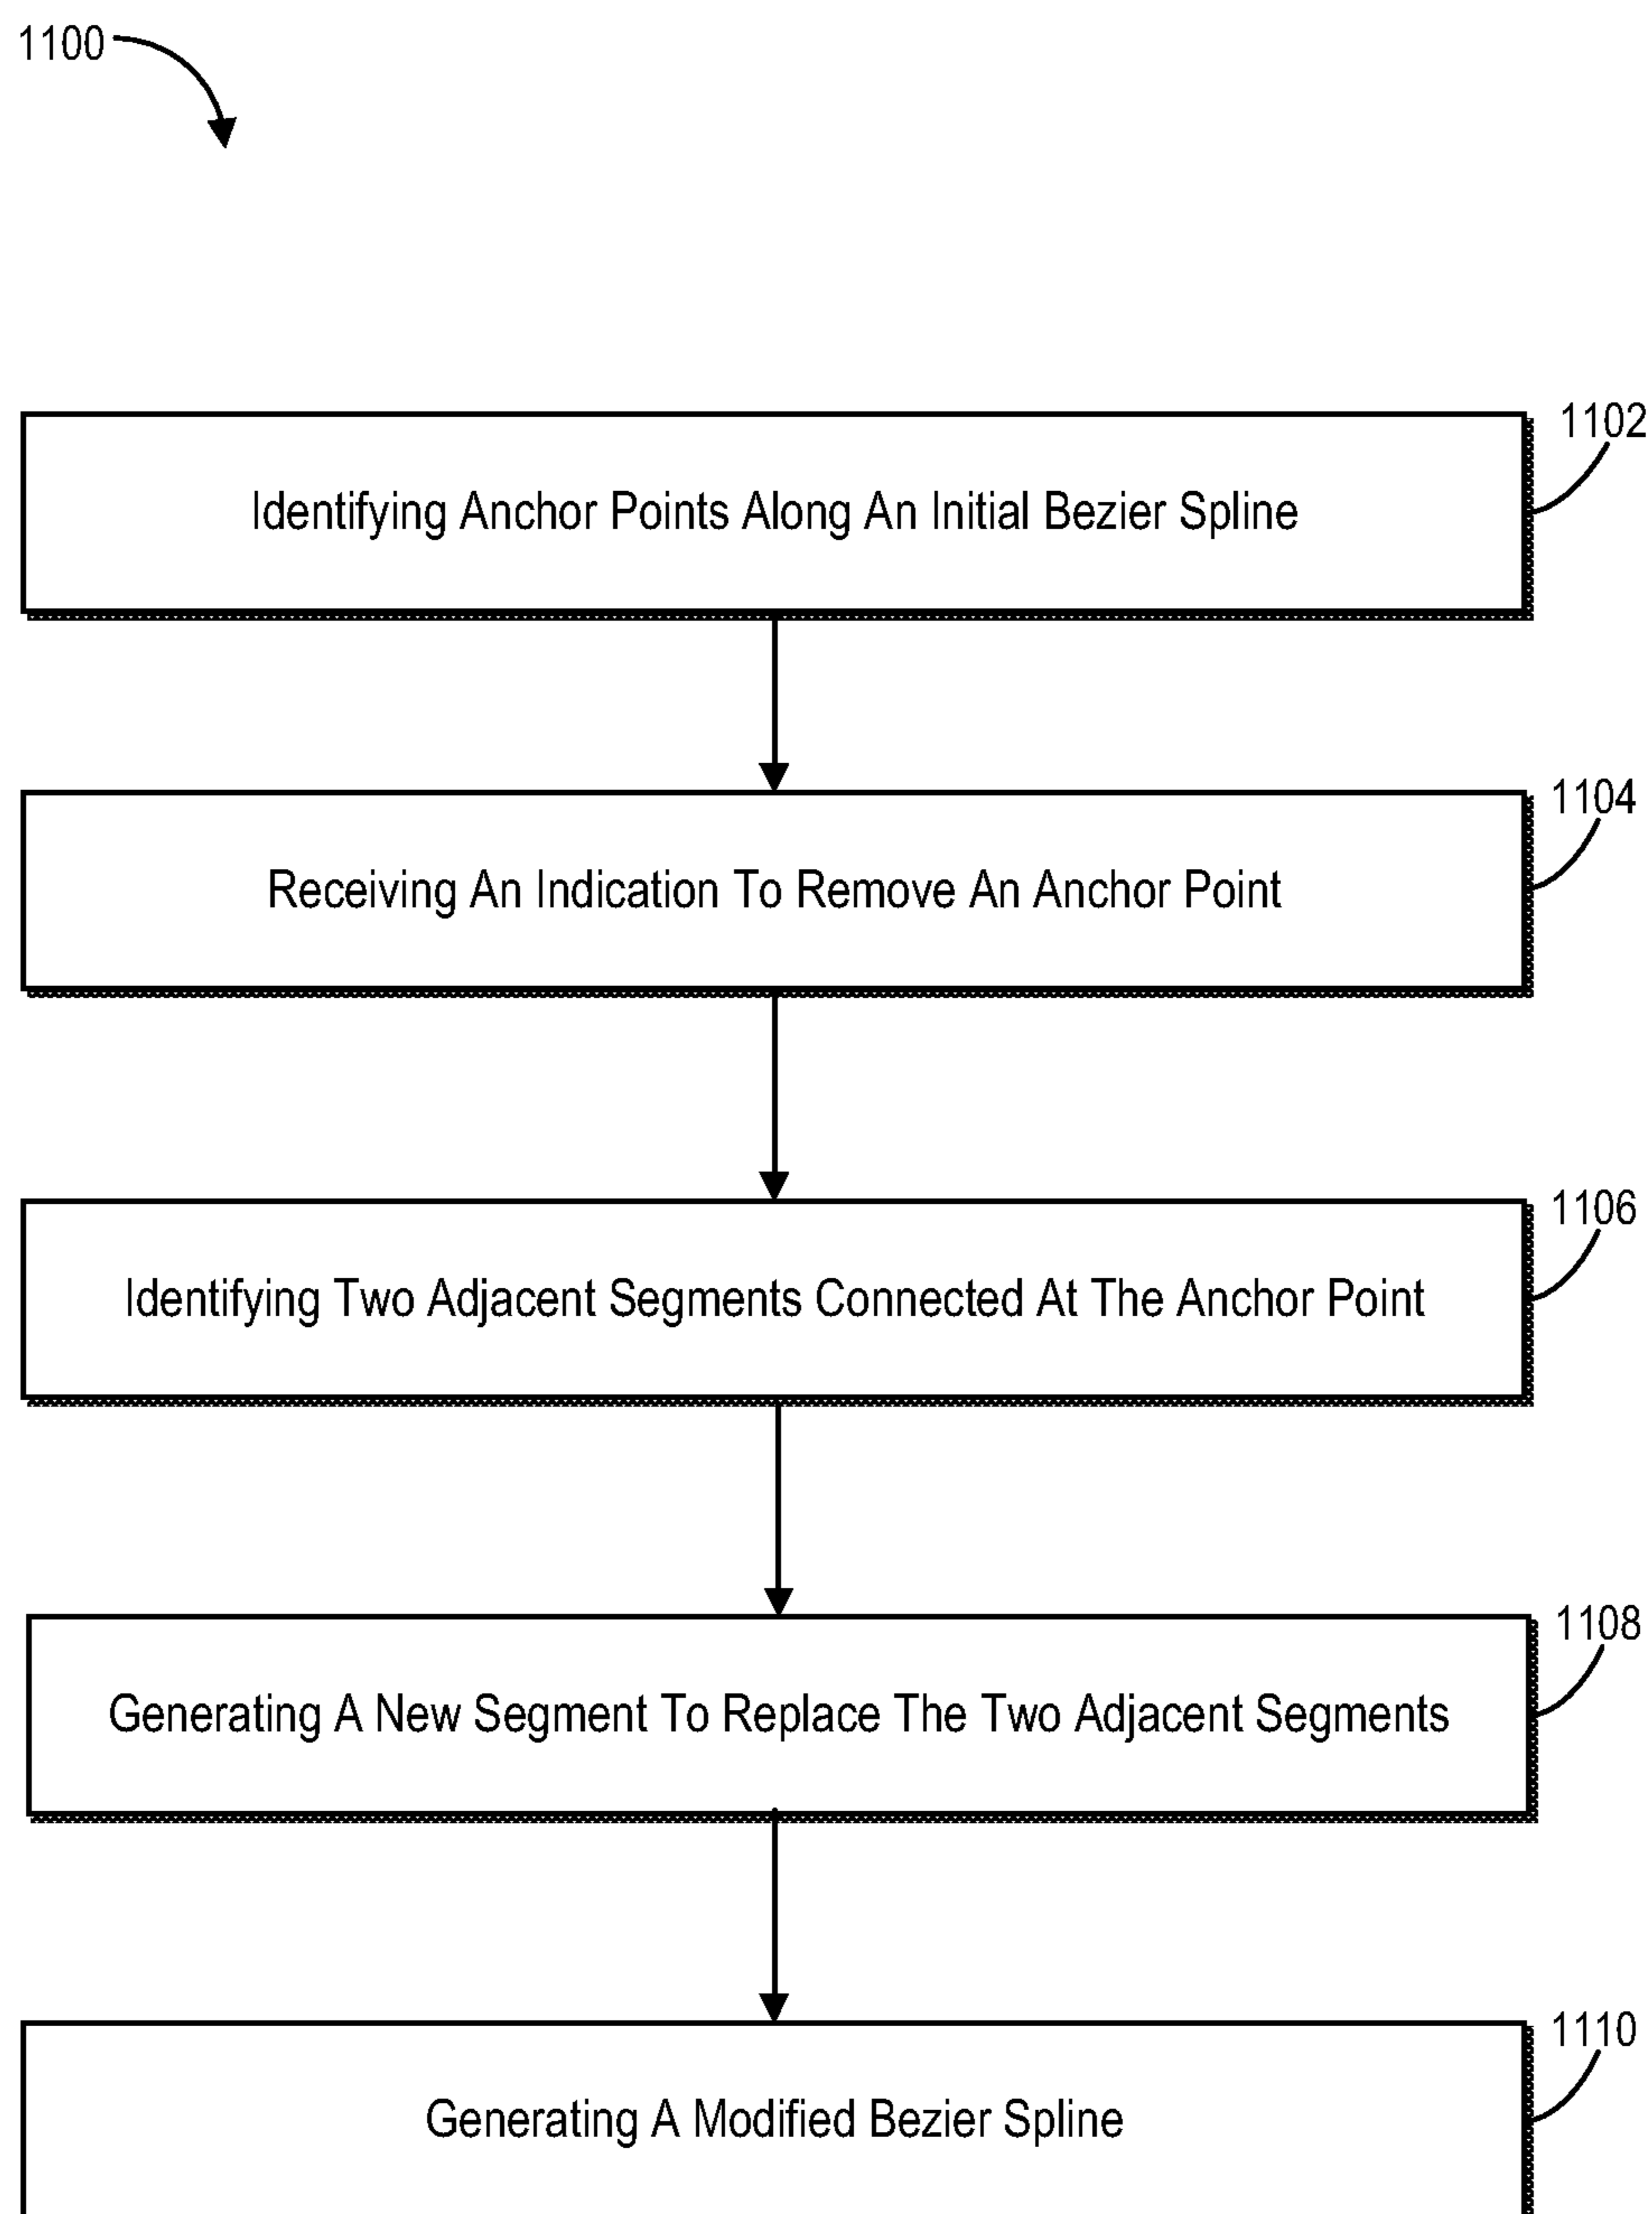 1100
1102
Identifying Anchor Points Along An Initial Bezier Spline
1104
Receiving An Indication To Remove An Anchor Point
1106
Identifying Two Adjacent Segments Connected At The Anchor Point
1108
Generating A New Segment To Replace The Two Adjacent Segments
1110
Generating A Modified Bezier Spline